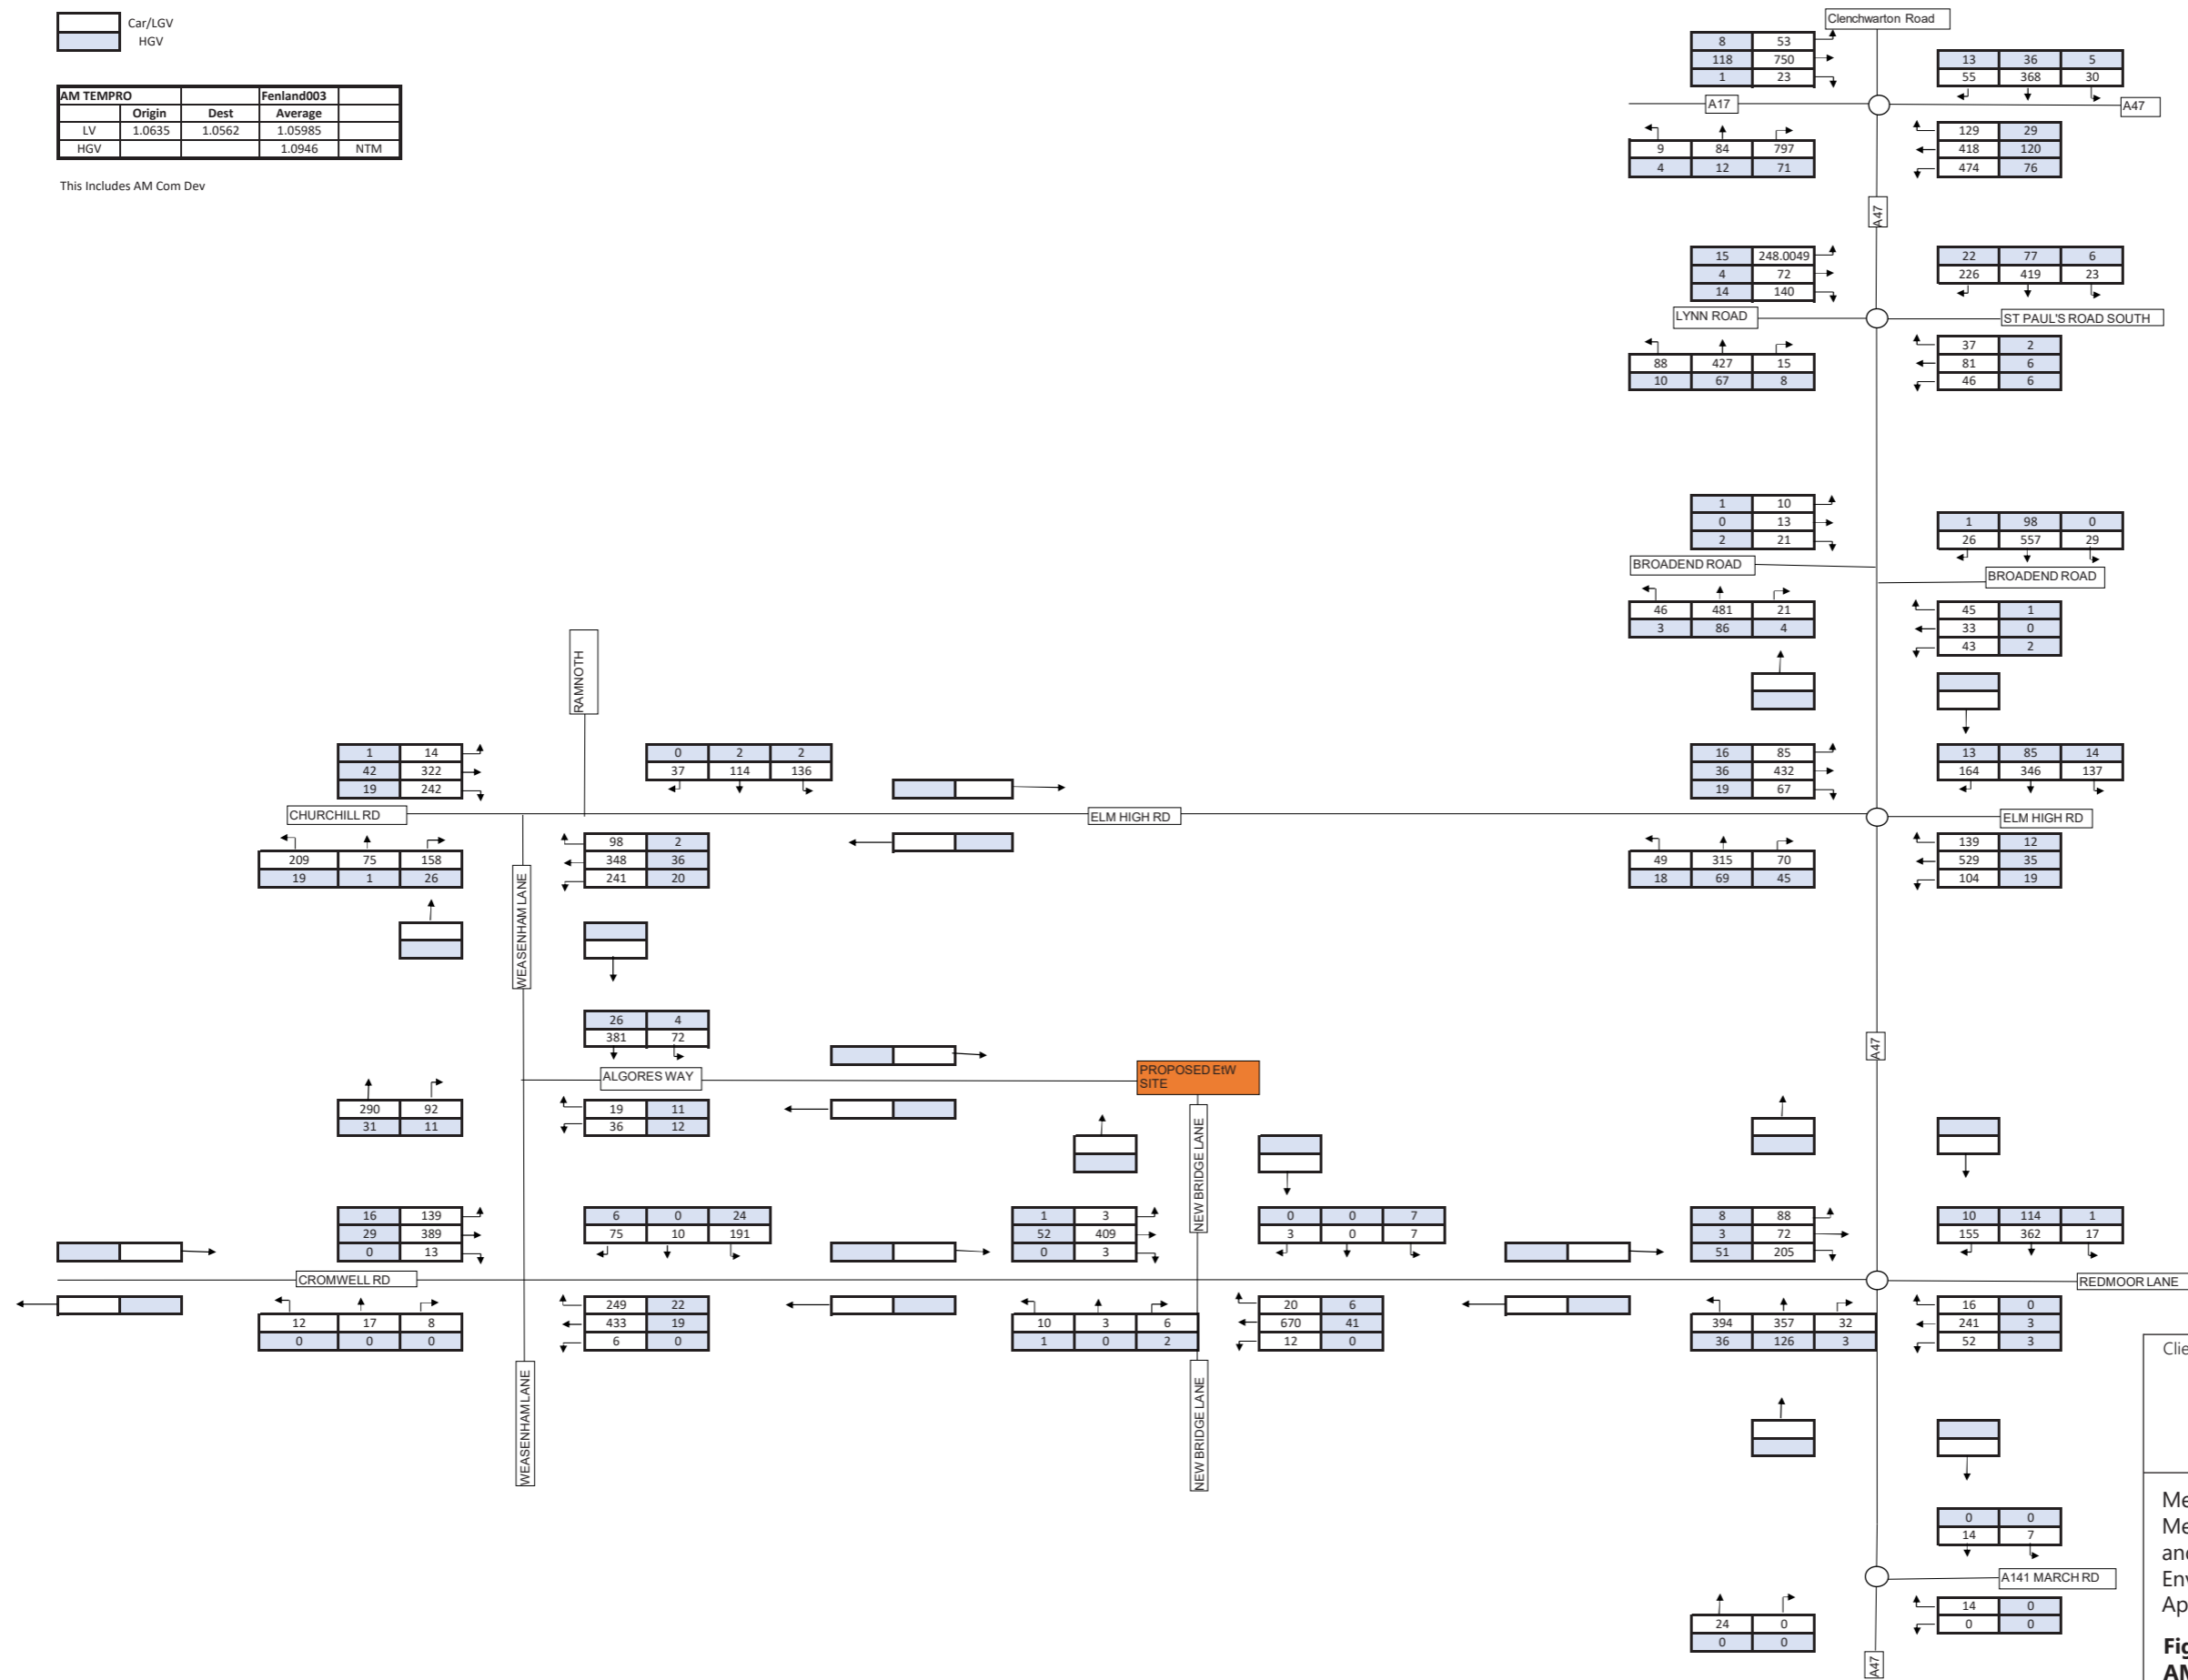 Car/LGV
HGV
AM TEMPRO Fenland003
Origin Dest Average
LV 1.0635 1.0562 1.05985
HGV 1.0946 NTM
This Includes AM Com Dev
Clenchwarton Road
8 53
118 750
1 23
13 36 5
55 368 30
A17
A47
9 84 797
4 12 71
129 29
418 120
474 76
A47
15 248.0049
4 72
14 140
22 77 6
226 419 23
LYNN ROAD
ST PAUL'S ROAD SOUTH
88 427 15
10 67 8
37 2
81 6
46 6
1 10
0 13
2 21
1 98 0
26 557 29
BROADEND ROAD
BROADEND ROAD
46 481 21
3 86 4
45 1
33 0
43 2
RAMNOTH
1 14
42 322
19 242
0 2 2
37 114 136
16 85
36 432
19 67
13 85 14
164 346 137
CHURCHILL RD
ELM HIGH RD
ELM HIGH RD
209 75 158
19 1 26
98 2
348 36
241 20
49 315 70
18 69 45
139 12
529 35
104 19
WEASENHAM LANE
26 4
381 72
ALGORES WAY
PROPOSED EtW
SITE
A47
290 92
31 11
19 11
36 12
NEW BRIDGE LANE
16 139
29 389
0 13
6 0 24
75 10 191
1 3
52 409
0 3
0 0 7
3 0 7
8 88
3 72
51 205
10 114 1
155 362 17
CROMWELL RD
REDMOOR LANE
12 17 8
0 0 0
249 22
433 19
6 0
10 3 6
1 0 2
20 6
670 41
12 0
394 357 32
36 126 3
16 0
241 3
52 3
WEASENHAM LANE
NEW BRIDGE LANE
Clie
Me
Me
and
Env
Ap
Fig
AM
0 0
14 7
A141 MARCH RD
24 0
0 0
14 0
0 0
A47